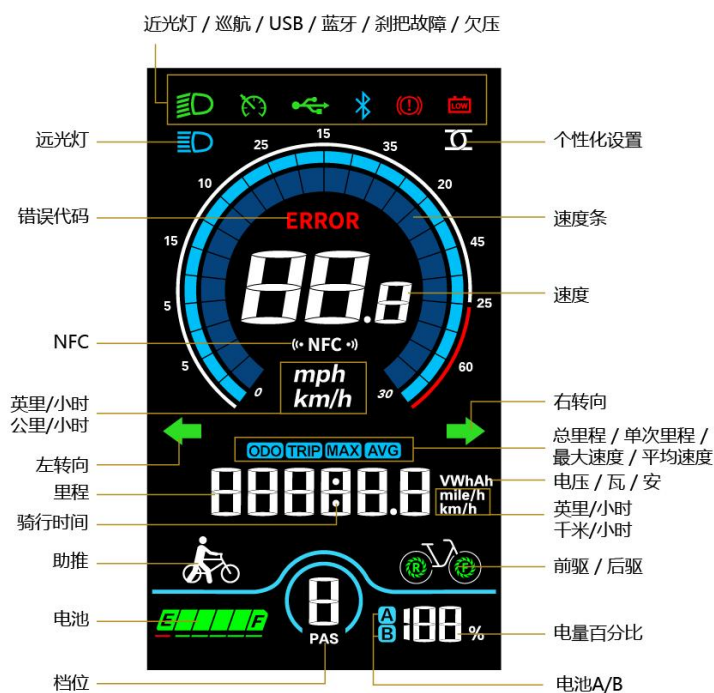 近光灯 / 巡航 / USB / 蓝牙 / 刹把故障 / 欠压
LOW
远光灯
个性化设置
15
25
35
10
20
错误代码
ERROR
速度条
15
45
88.8
速度
5
25
NFC
NFC
5
60
mph
0
30
英里/小时
km/h
公里/小时
右转向
左转向
ODO TRIP MAX AVG
总里程 / 单次里程 /
最大速度 / 平均速度
里程
8888:8.8
VWhAh
电压 / 瓦 / 安
mile/h
km/h
英里/小时
千米/小时
骑行时间
助推
R F
前驱 / 后驱
电池
E F
8
PAS
A
B
188 %
电量百分比
档位
电池A/B